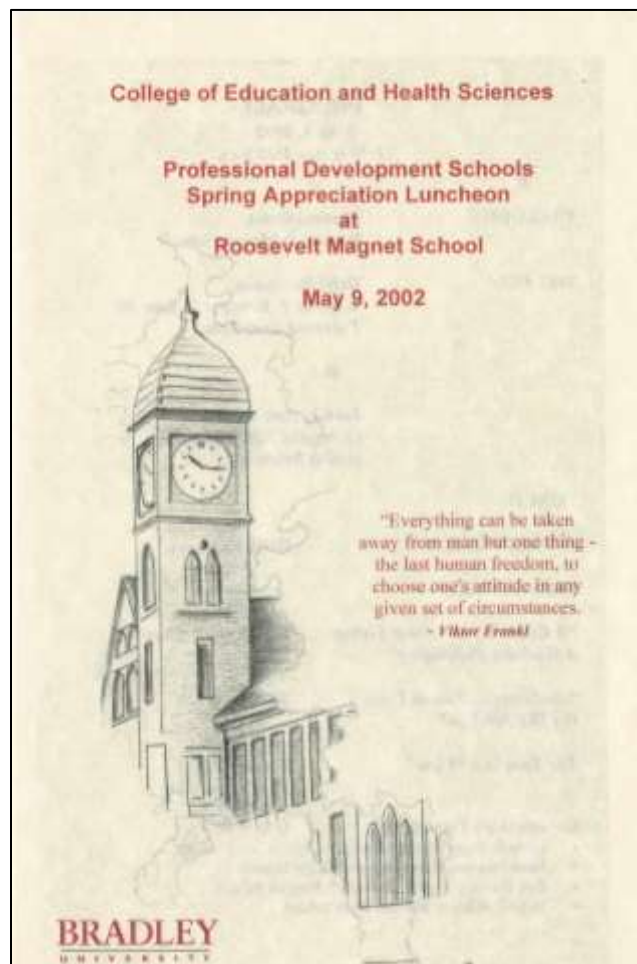 College of Education and Health Sciences
Professional Development Schools
Spring Appreciation Luncheon
at
Roosevelt Magnet School
May 9, 2002
"Everything can be taken
away from man but one thing -
the last human freedom, to
choose one's attitude in any
given set of circumstances.
~ Viktor Frankl
BRADLEY
UNIVERSITY